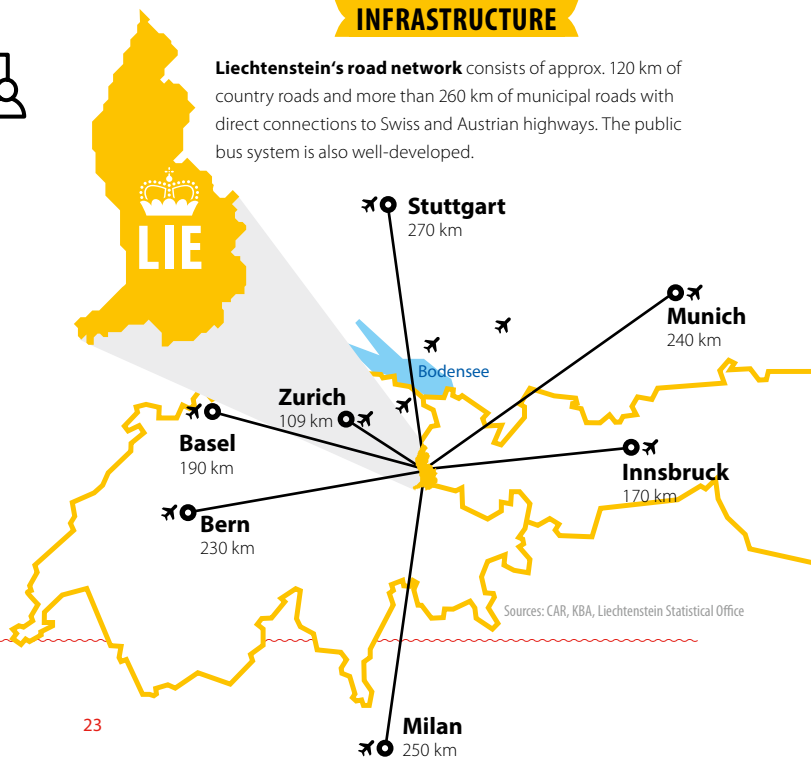 INFRASTRUCTURE
Liechtenstein‘s road network consists of approx. 120 km of
country roads and more than 260 km of municipal roads with
direct connections to Swiss and Austrian highways. The public
bus system is also well-developed.
LIE
Stuttgart
270 km
Munich
240 km
Bodensee
Zurich
109 km
Basel
190 km
Innsbruck
170 km
Bern
230 km
Sources: CAR, KBA, Liechtenstein Statistical Office
23
Milan
250 km